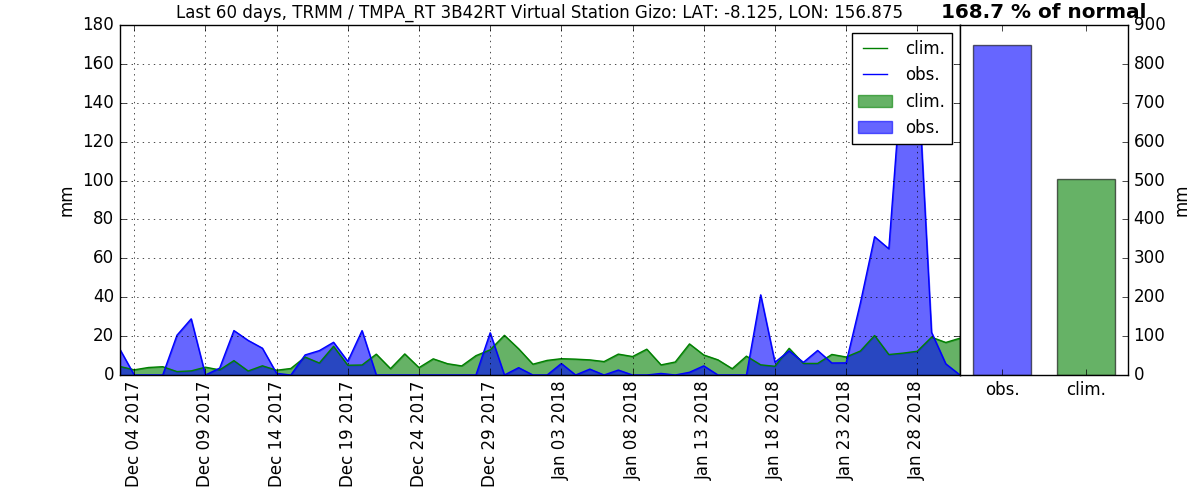 Last 60 days, TRMM / TMPA_RT 3B42RT Virtual Station Gizo: LAT: -8.125, LON: 156.875
168.7 % of normal
180
160
140
120
100
80
60
40
20
0
mm
clim.
obs.
clim.
obs.
900
800
700
600
500
400
300
200
100
0
mm
Dec 04 2017
Dec 09 2017
Dec 14 2017
Dec 19 2017
Dec 24 2017
Dec 29 2017
Jan 03 2018
Jan 08 2018
Jan 13 2018
Jan 18 2018
Jan 23 2018
Jan 28 2018
obs.
clim.